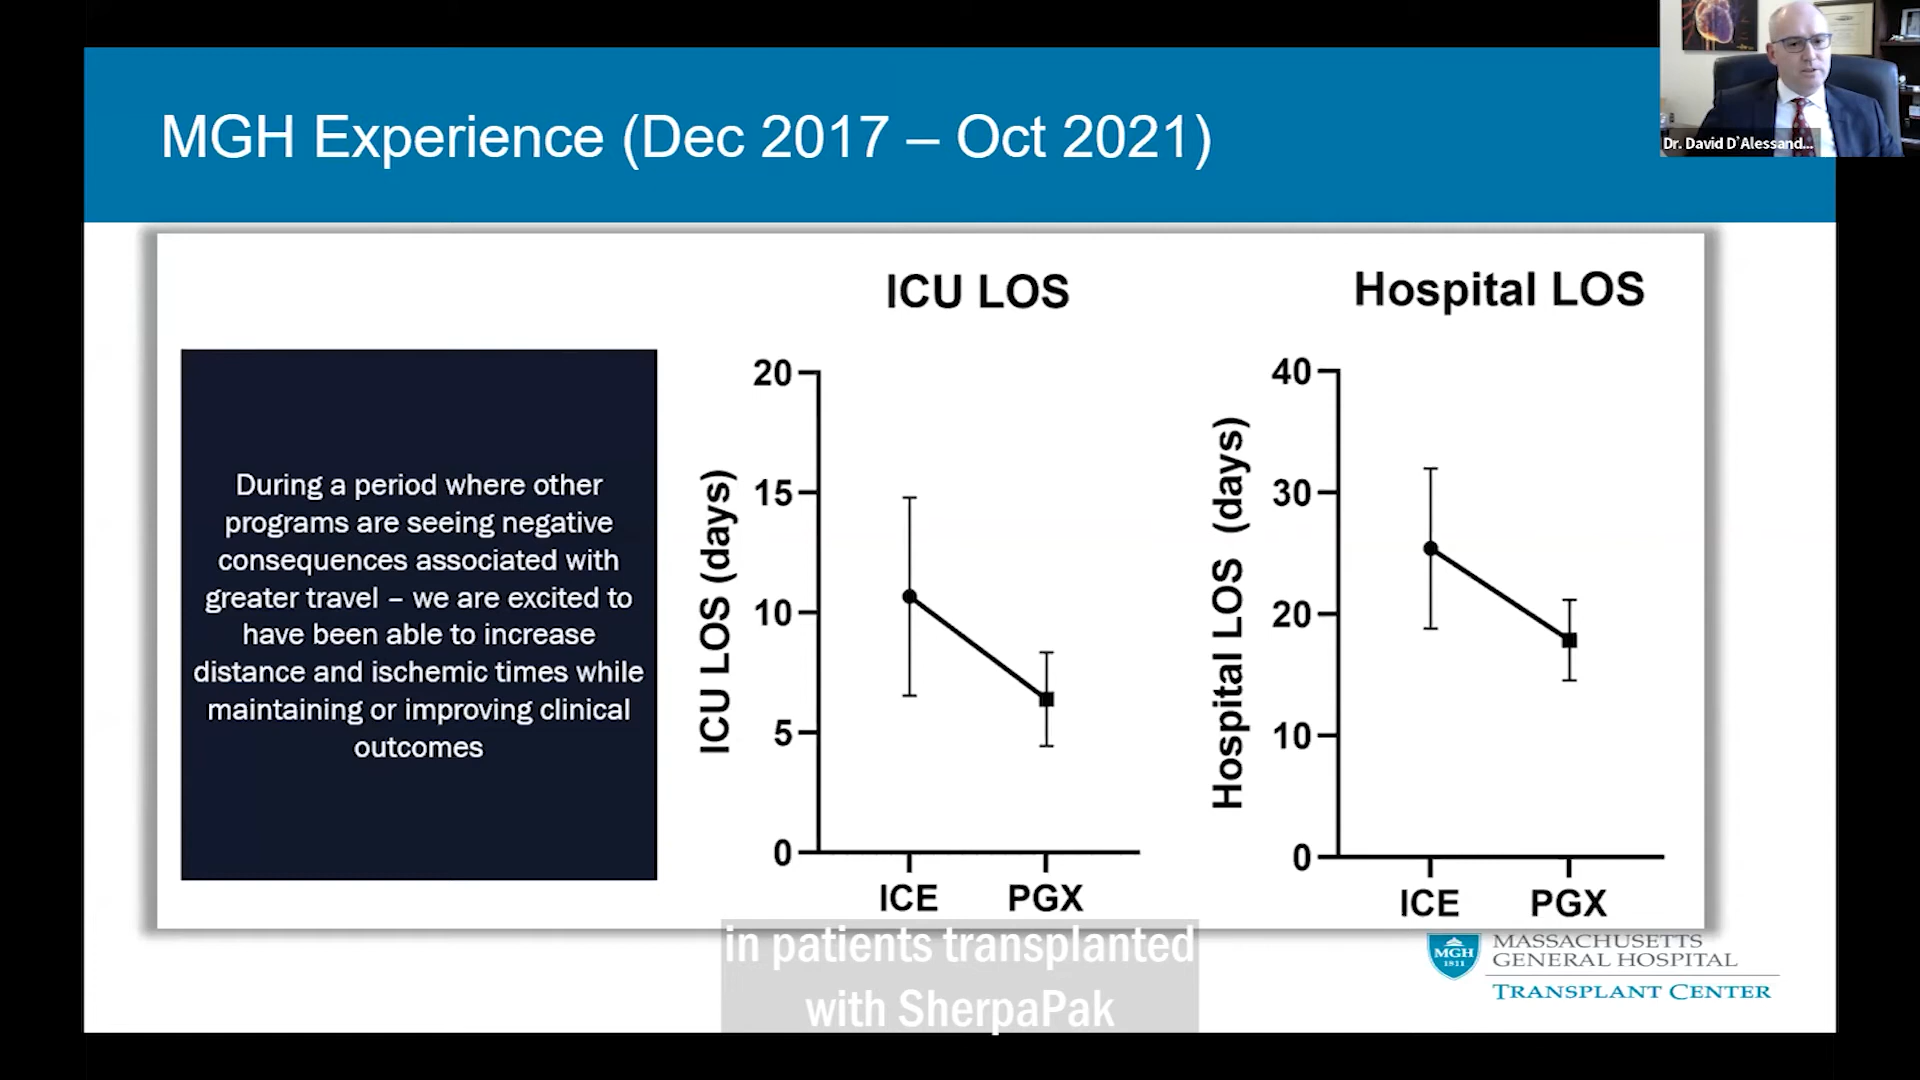 Dr. David D`Alessand...
MGH Experience (Dec 2017 – Oct 2021)
During a period where other
programs are seeing negative
consequences associated with
greater travel – we are excited to
have been able to increase
distance and ischemic times while
maintaining or improving clinical
outcomes
ICU LOS
ICU LOS (days)
20
15
10
5
0
ICE PGX
Hospital LOS
Hospital LOS (days)
40
30
20
10
0
ICE PGX
in patients transplanted
with SherpaPak
MGH
1811
MASSACHUSETTS
GENERAL HOSPITAL
TRANSPLANT CENTER